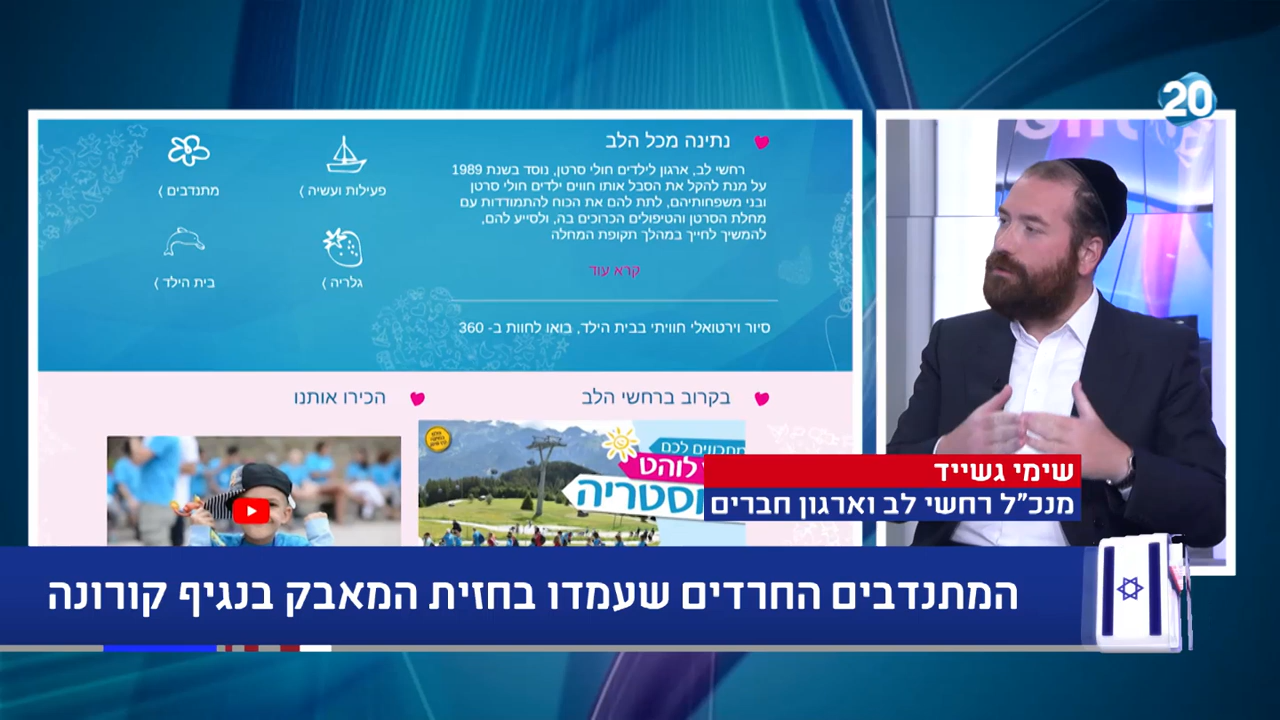 20
נתינה מכל הלב
רחשי לב, ארגון לילדים חולי סרטן, נוסד בשנת 1989
על מנת להקל את הסבל אותו חווים ילדים חולי סרטן
ובני משפחותיהם, לתת להם את הכוח להתמודדות עם
מחלת הסרטן והטיפולים הכרוכים בה, ולסייע להם,
להמשיך לחייך במהלך תקופת המחלה
קרא עוד
סיור וירטואלי חוויתי בבית הילד, בואו לחוות ב- 360
פעילות ועשיה ⟩
מתנדבים ⟩
גלריה ⟩
בית הילד ⟩
בקרוב ברחשי הלב
הכירו אותנו
לוהט
שימי גשייד
מנכ"ל רחשי לב וארגון חברים
המתנדבים החרדים שעמדו בחזית המאבק בנגיף קורונה